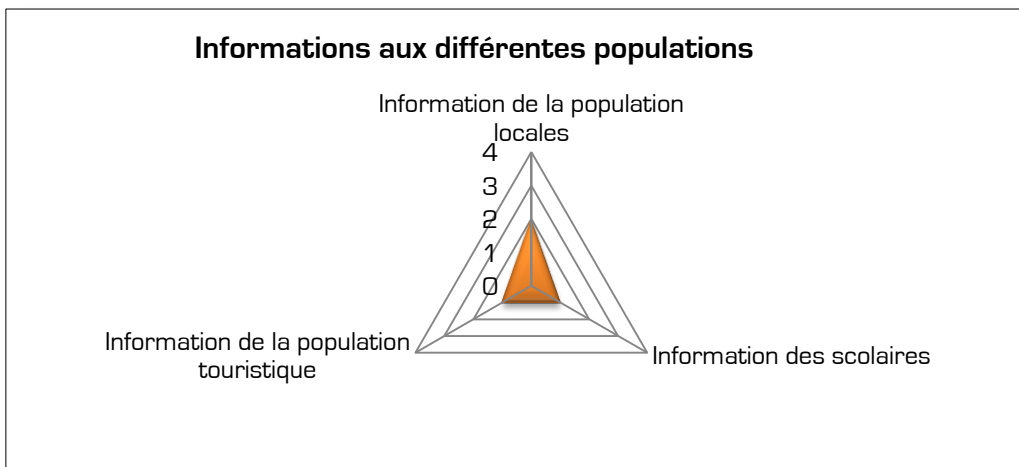 Informations aux différentes populations
Information de la population
locales
4
3
2
1
0
Information de la population
touristique
Information des scolaires